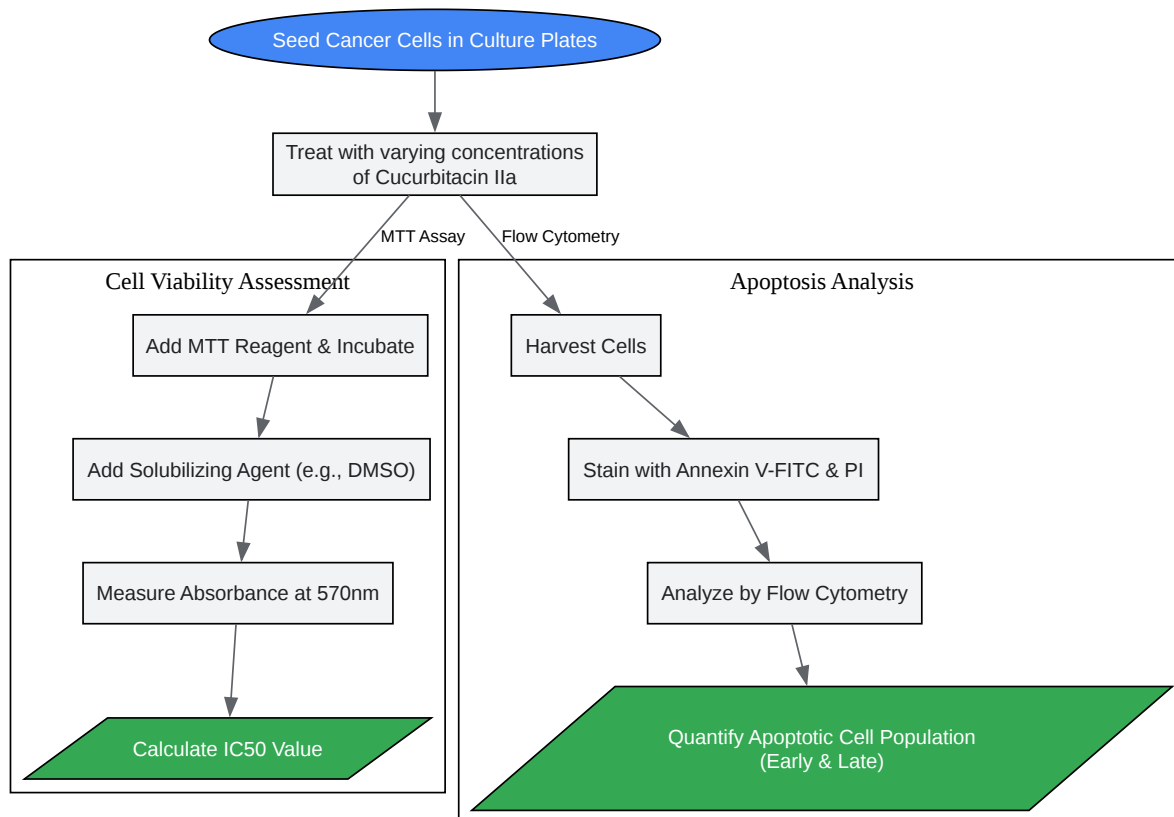 Seed Cancer Cells in Culture Plates
Treat with varying concentrations
of Cucurbitacin IIa
MTT Assay
Flow Cytometry
Cell Viability Assessment
Add MTT Reagent & Incubate
Add Solubilizing Agent (e.g., DMSO)
Measure Absorbance at 570nm
Calculate IC50 Value
Apoptosis Analysis
Harvest Cells
Stain with Annexin V-FITC & PI
Analyze by Flow Cytometry
Quantify Apoptotic Cell Population
(Early & Late)